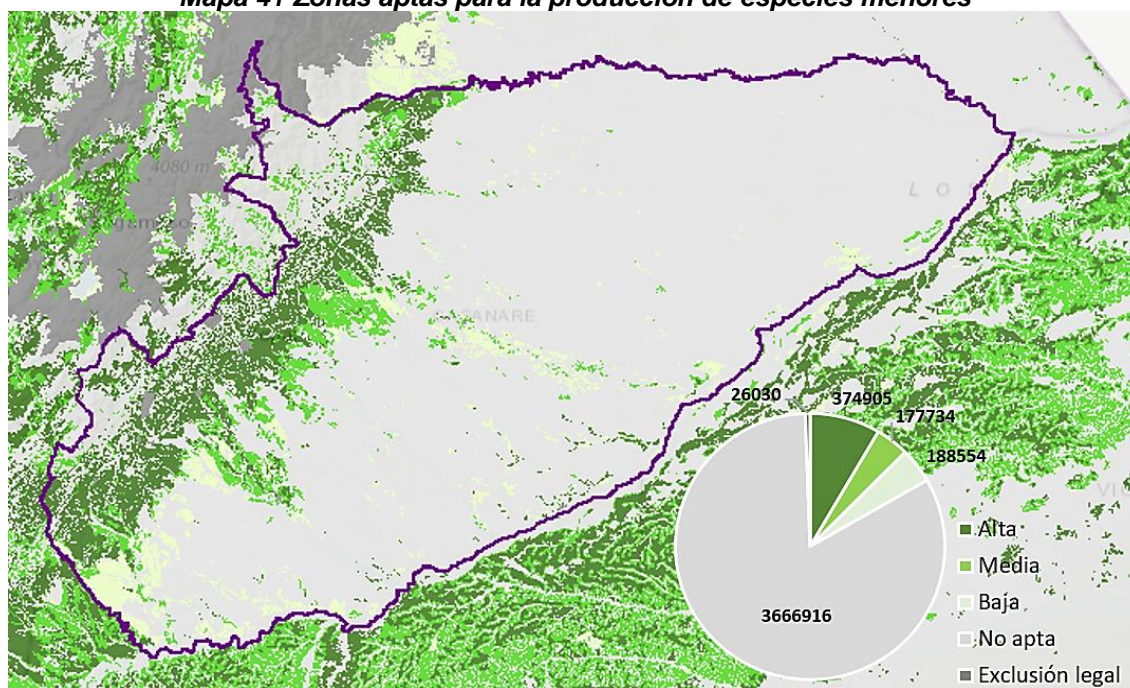 Mapa 41 Zonas aptas para la producción de especies menores
4080 m
L O
CASANARE
26030
374905
177734
188554
3666916
Alta
Media
Baja
No apta
Exclusión legal